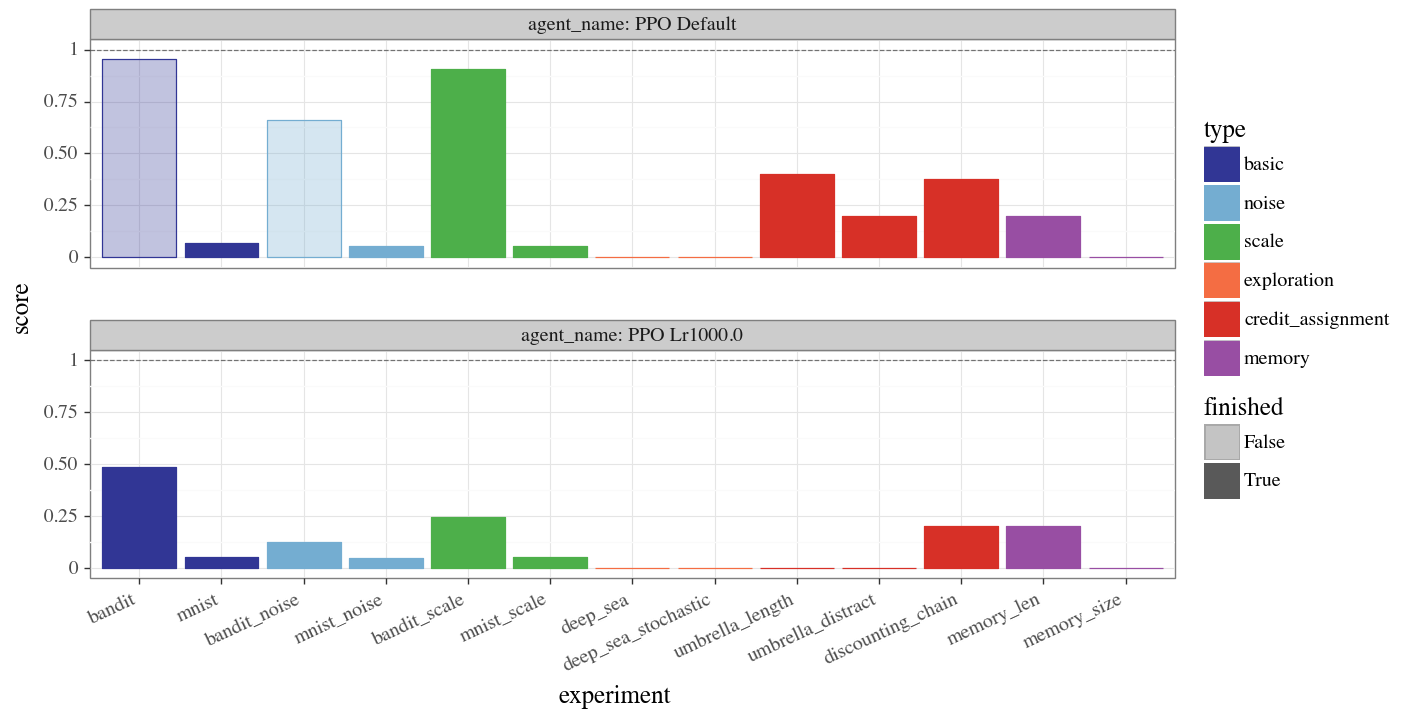 agent_name: PPO Default
1
0.75
0.50
0.25
0
score
agent_name: PPO Lr1000.0
1
0.75
0.50
0.25
0
bandit
mnist
bandit_noise
mnist_noise
bandit_scale
mnist_scale
deep_sea
deep_sea_stochastic
umbrella_length
umbrella_distract
discounting_chain
memory_len
memory_size
experiment
type
basic
noise
scale
exploration
credit_assignment
memory
finished
False
True